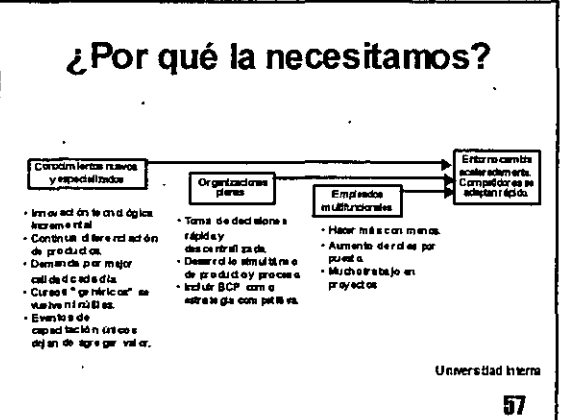 ¿Por qué la necesitamos?
Conocimientos nuevos
y especializados
Organizaciones
planas
Empleados
multifuncionales
Entorno cambia
aceleradamente.
Competidores se
adaptan rápido.
• Innovación tecnológica
incremental
• Continua diferenciación
de productos.
• Demanda por mejor
calidad cada día.
• Cursos "genéricos" se
vuelven inútiles.
• Eventos de
capacitación únicos
dejan de agregar valor.
• Toma de decisiones
rápida y
descentralizada.
• Desarrollo simultáneo
de producto y proceso.
• Incluir BCP como
estrategia competitiva.
• Hacer más con menos.
• Aumento de roles por
puesto.
• Mucho trabajo en
proyectos
Universidad Interna
57